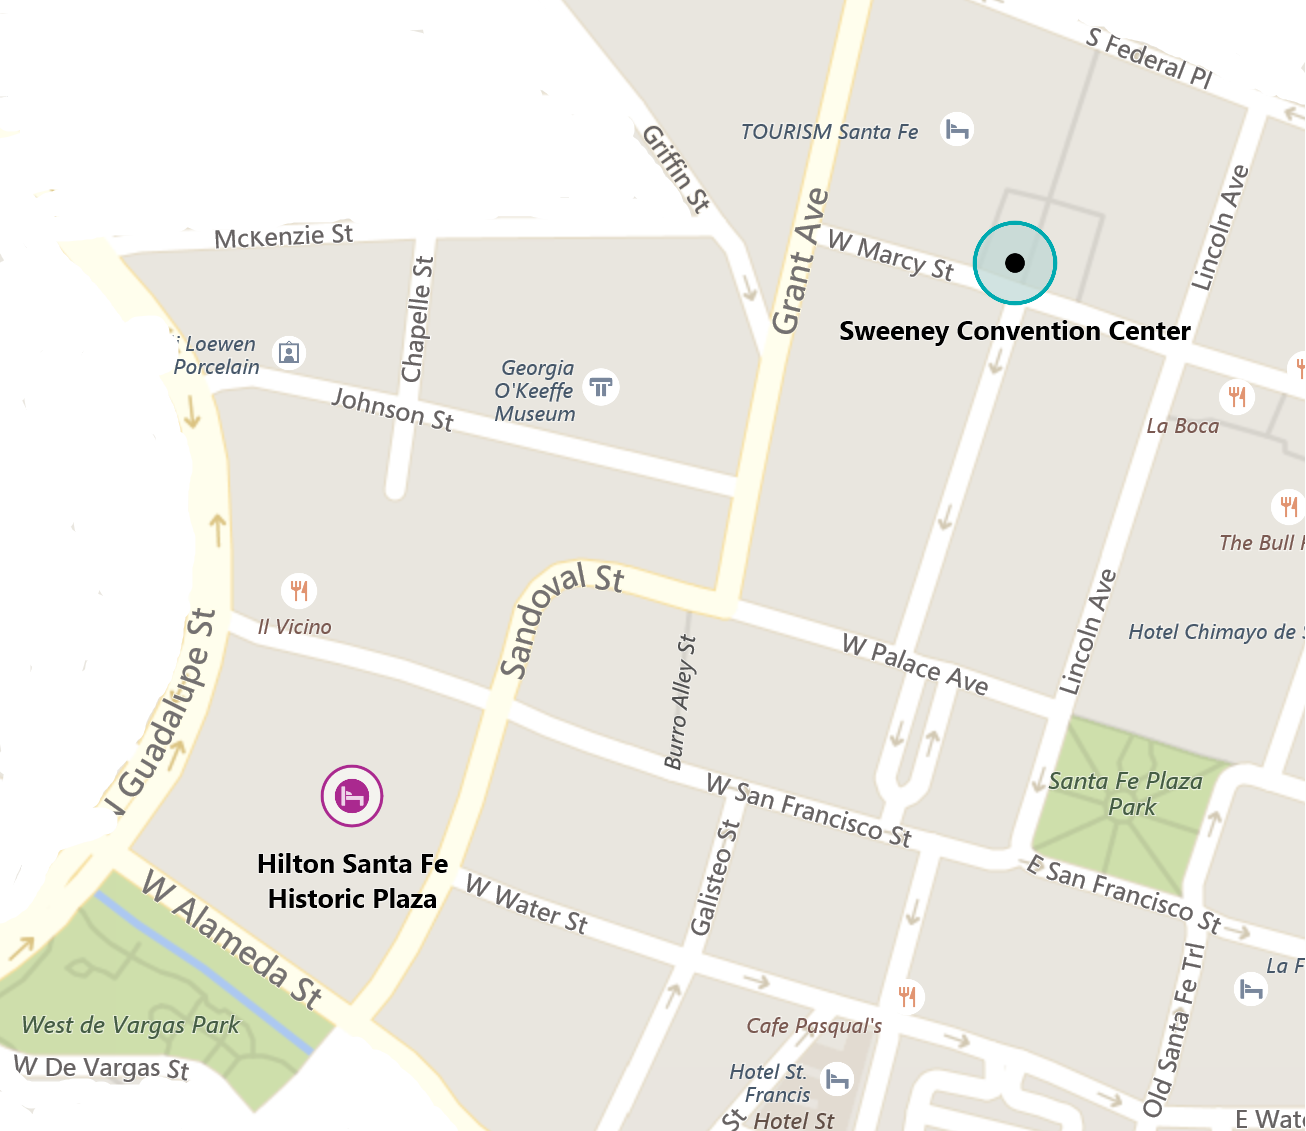 S Federal Pl
TOURISM Santa Fe
Griffin St
Grant Ave
Lincoln Ave
McKenzie St
W Marcy St
Chapelle St
Sweeney Convention Center
Loewen
Porcelain
Georgia
O'Keeffe
Museum
Johnson St
La Boca
The Bull
Sandoval St
Il Vicino
N Guadalupe St
Burro Alley St
W Palace Ave
Lincoln Ave
Hotel Chimayo de
Santa Fe Plaza
Park
W San Francisco St
Hilton Santa Fe
Historic Plaza
Galisteo St
W Water St
E San Francisco St
W Alameda St
La F
Old Santa Fe Trl
West de Vargas Park
Cafe Pasqual's
W De Vargas St
Hotel St.
Francis
St
Hotel St
E Wat